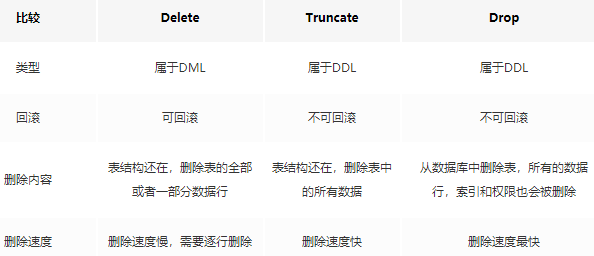 比较 Delete Truncate Drop
类型 属于DML 属于DDL 属于DDL
回滚 可回滚 不可回滚 不可回滚
表结构还在，删除表的全部 表结构还在，删除表中 从数据库中删除表，所有的数据
删除内容
或者一部分数据行 的所有数据 行，索引和权限也会被删除
删除速度 删除速度慢，需要逐行删除 删除速度快 删除速度最快